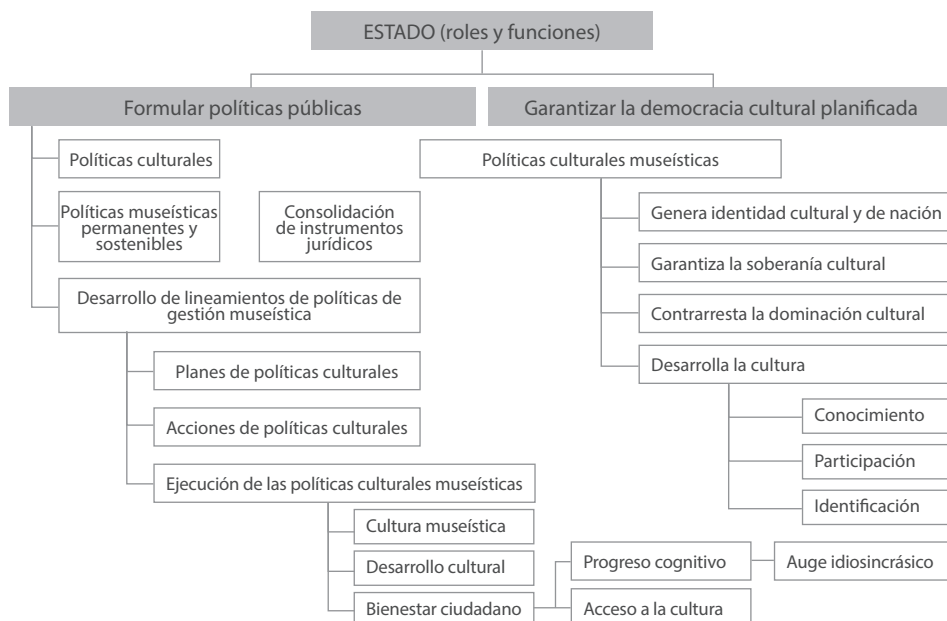 ESTADO (roles y funciones)
Formular políticas públicas
Garantizar la democracia cultural planificada
Políticas culturales
Políticas museísticas
permanentes y
sostenibles
Consolidación
de instrumentos
jurídicos
Desarrollo de lineamientos de políticas de
gestión museística
Planes de políticas culturales
Acciones de políticas culturales
Ejecución de las políticas culturales museísticas
Cultura museística
Desarrollo cultural
Bienestar ciudadano
Progreso cognitivo
Auge idiosincrásico
Acceso a la cultura
Políticas culturales museísticas
Genera identidad cultural y de nación
Garantiza la soberanía cultural
Contrarresta la dominación cultural
Desarrolla la cultura
Conocimiento
Participación
Identificación